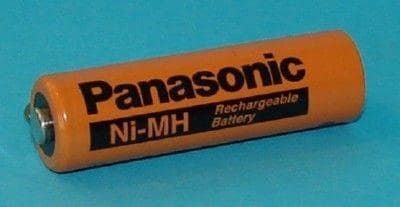 Panasonic
Ni-MH Rechargeable
Battery